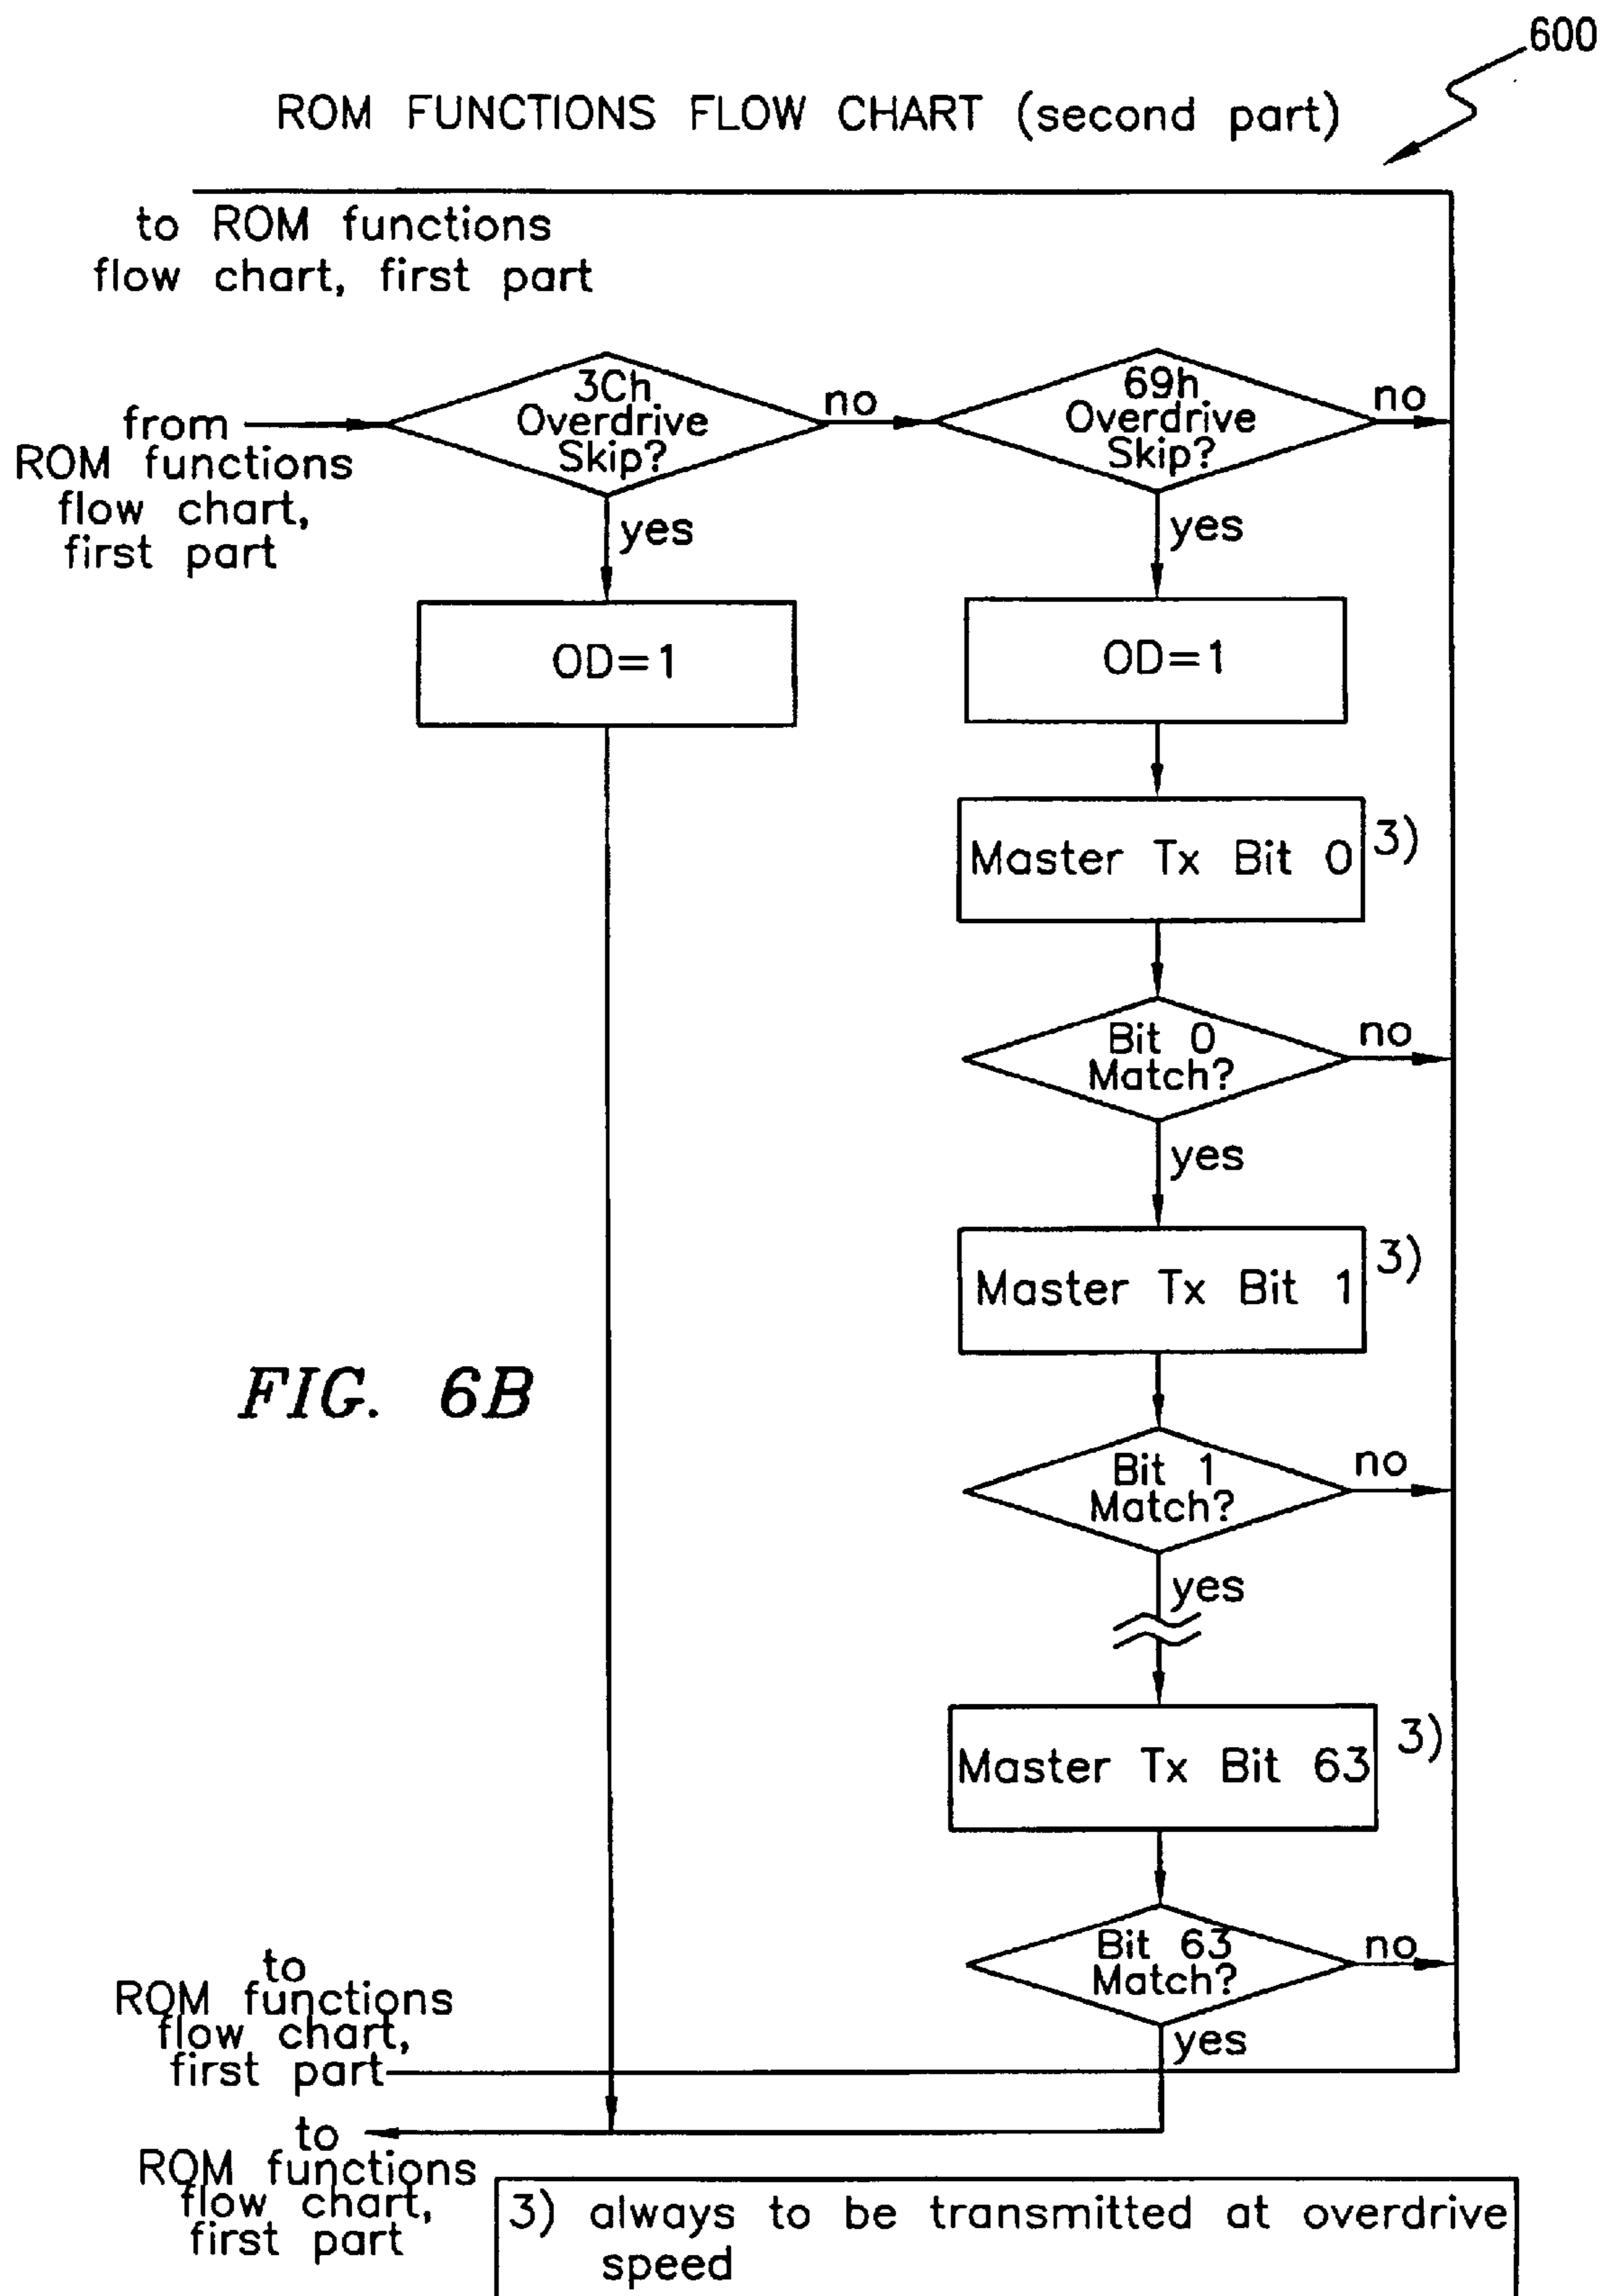 600
ROM FUNCTIONS FLOW CHART (second part)
to ROM functions
flow chart, first part
from
ROM functions
flow chart,
first part
3Ch
Overdrive
Skip?
no
69h
Overdrive
Skip?
no
yes
yes
OD=1
OD=1
Master Tx Bit 0
3)
Bit 0
Match?
no
yes
Master Tx Bit 1
3)
FIG. 6B
Bit 1
Match?
no
yes
Master Tx Bit 63
3)
Bit 63
Match?
no
yes
to
ROM functions
flow chart,
first part
to
ROM functions
flow chart,
first part
3) always to be transmitted at overdrive
speed